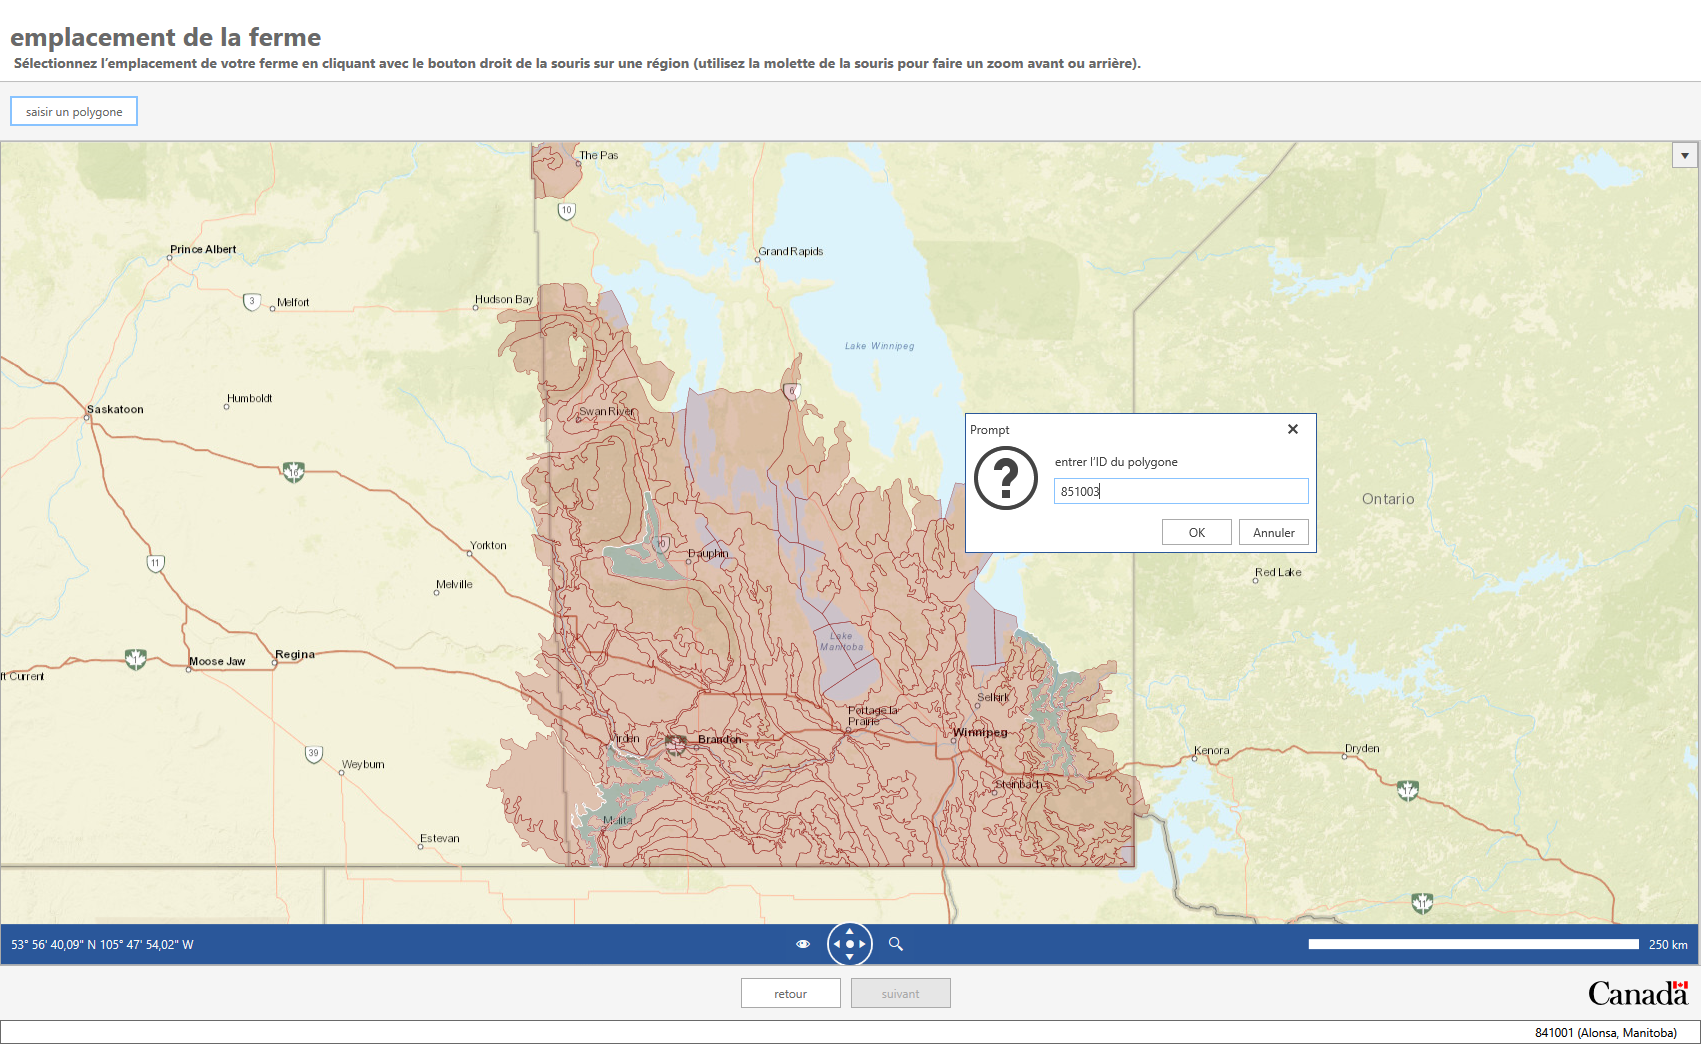 emplacement de la ferme
Sélectionnez l’emplacement de votre ferme en cliquant avec le bouton droit de la souris sur une région (utilisez la molette de la souris pour faire un zoom avant ou arrière).
saisir un polygone
The Pas
10
Prince Albert
Grand Rapids
3
Melfort
Hudson Bay
Lake Winnipeg
6
Humboldt
Saskatoon
Swan River
Prompt
entrer l’ID du polygone
851003
OK
Annuler
Ontario
16
10
Yorkton
Dauphin
11
Melville
Red Lake
Lake
Manitoba
1
Moose Jaw
Regina
ft Current
Selkirk
Portage la
Prairie
Winnipeg
Virden
Brandon
39
Kenora
Dryden
Weyburn
Steinbach
17
Melita
Estevan
11
53° 56' 40,09" N 105° 47' 54,02" W
250 km
retour
suivant
Canada
841001 (Alonsa, Manitoba)